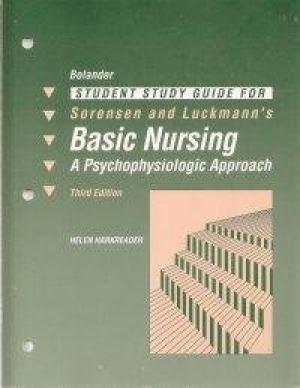 Bolander
STUDENT STUDY GUIDE FOR
Sorensen and Luckmann's
Basic Nursing
A Psychophysiologic Approach
Third Edition
HELEN HARKREADER